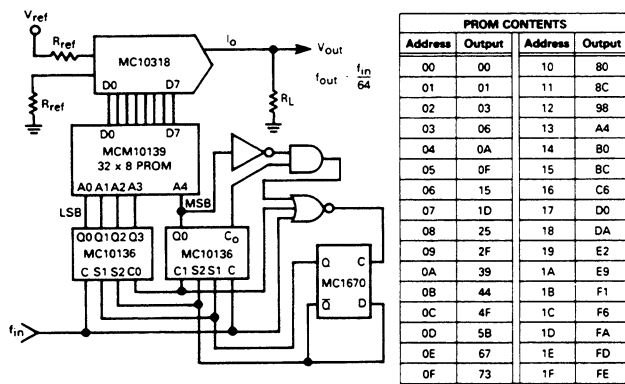 Vref
Rref
MC10318
Io
Vout
fout · fin
64
Rref
D0 D7
RL
D0 D7
MCM10139
32 × 8 PROM
A0 A1 A2 A3 A4
LSB
MSB
Q0 Q1 Q2 Q3
MC10136
C S1 S2 C0
Q0 Co
MC10136
C1 S2 S1 C
Q C
MC1670
Q D
fin
PROM CONTENTS
Address Output Address Output
00 00 10 80
01 01 11 8C
02 03 12 98
03 06 13 A4
04 0A 14 B0
05 0F 15 BC
06 15 16 C6
07 1D 17 D0
08 25 18 DA
09 2F 19 E2
0A 39 1A E9
0B 44 1B F1
0C 4F 1C F6
0D 5B 1D FA
0E 67 1E FD
0F 73 1F FE